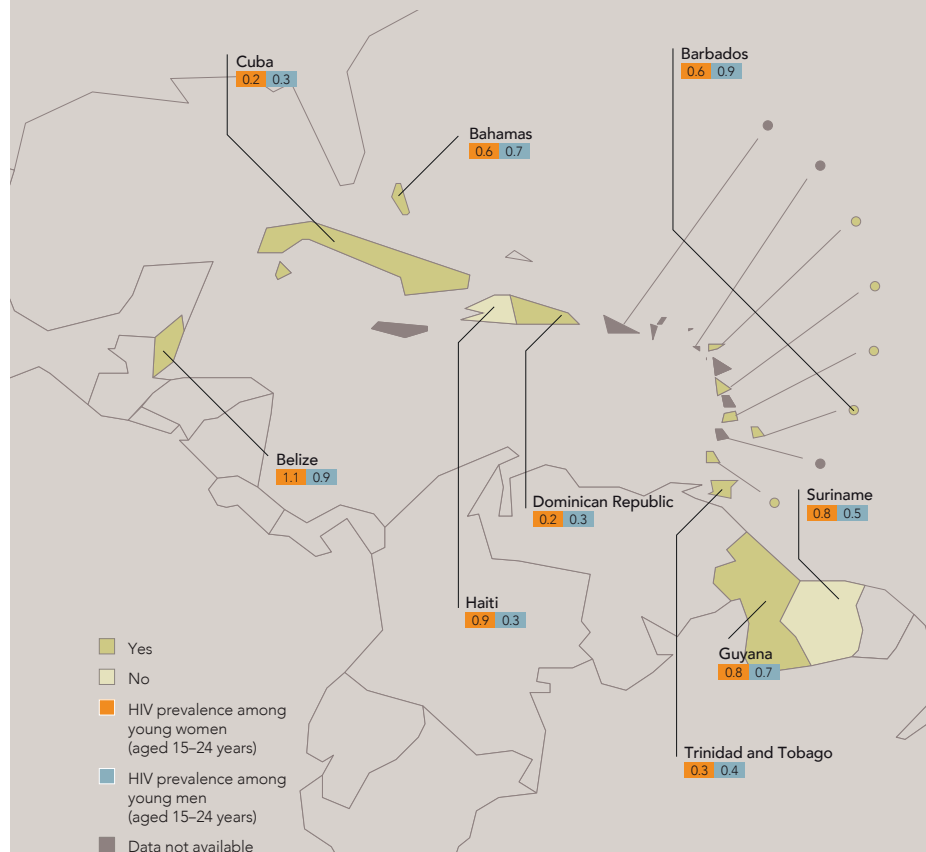 Cuba
0.2 0.3
Barbados
0.6 0.9
Bahamas
0.6 0.7
Belize
1.1 0.9
Dominican Republic
0.2 0.3
Suriname
0.8 0.5
Haiti
0.9 0.3
Guyana
0.8 0.7
Trinidad and Tobago
0.3 0.4
Yes
No
HIV prevalence among
young women
(aged 15–24 years)
HIV prevalence among
young men
(aged 15–24 years)
Data not available